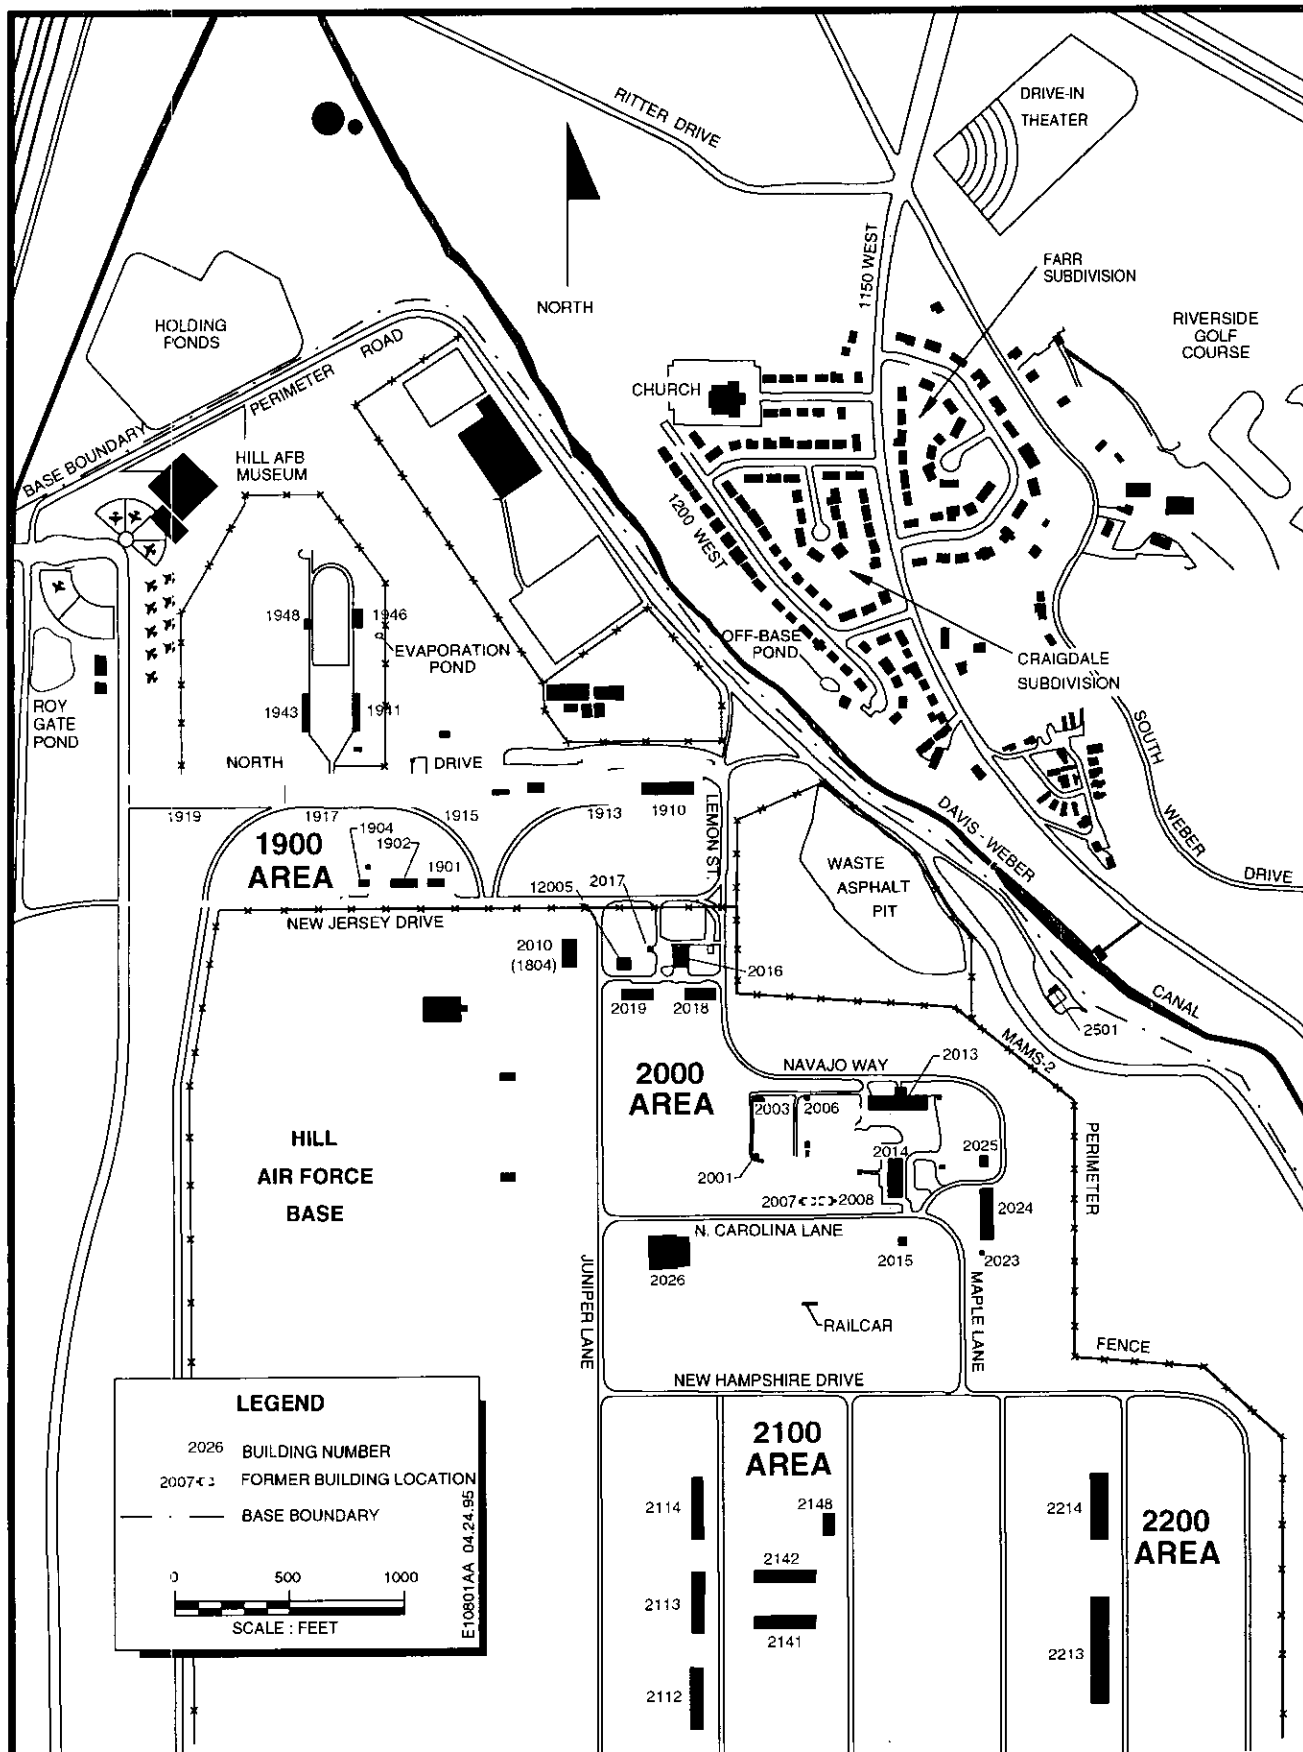 RITTER DRIVE
DRIVE-IN
THEATER
1150 WEST
FARR
SUBDIVISION
NORTH
HOLDING
PONDS
ROAD
RIVERSIDE
GOLF
COURSE
PERIMETER
CHURCH
BASE BOUNDARY
HILL AFB
MUSEUM
1200 WEST
1948
1946
EVAPORATION
POND
OFF-BASE
POND
CRAIGDALE
SUBDIVISION
ROY
GATE
POND
1943
1941
SOUTH
WEBER
DRIVE
NORTH
DRIVE
1919
1917
1915
1913
1910
LEMON ST.
DAVIS - WEBER
CANAL
1900
AREA
1904
1902
1901
WASTE
ASPHALT
PIT
12005
2017
NEW JERSEY DRIVE
2010
(1804)
2016
2019
2018
2501
MAMS-2
2000
AREA
NAVAJO WAY
2013
2003
2006
PERIMETER
HILL
AIR FORCE
BASE
2014
2025
2001
2007
2008
2024
N. CAROLINA LANE
2026
2015
2023
JUNIPER LANE
MAPLE LANE
RAILCAR
FENCE
NEW HAMPSHIRE DRIVE
LEGEND
2026 BUILDING NUMBER
2007 FORMER BUILDING LOCATION
BASE BOUNDARY
0 500 1000
SCALE : FEET
E10801AA 04.24.95
2100
AREA
2114
2148
2214
2200
AREA
2142
2113
2141
2213
2112